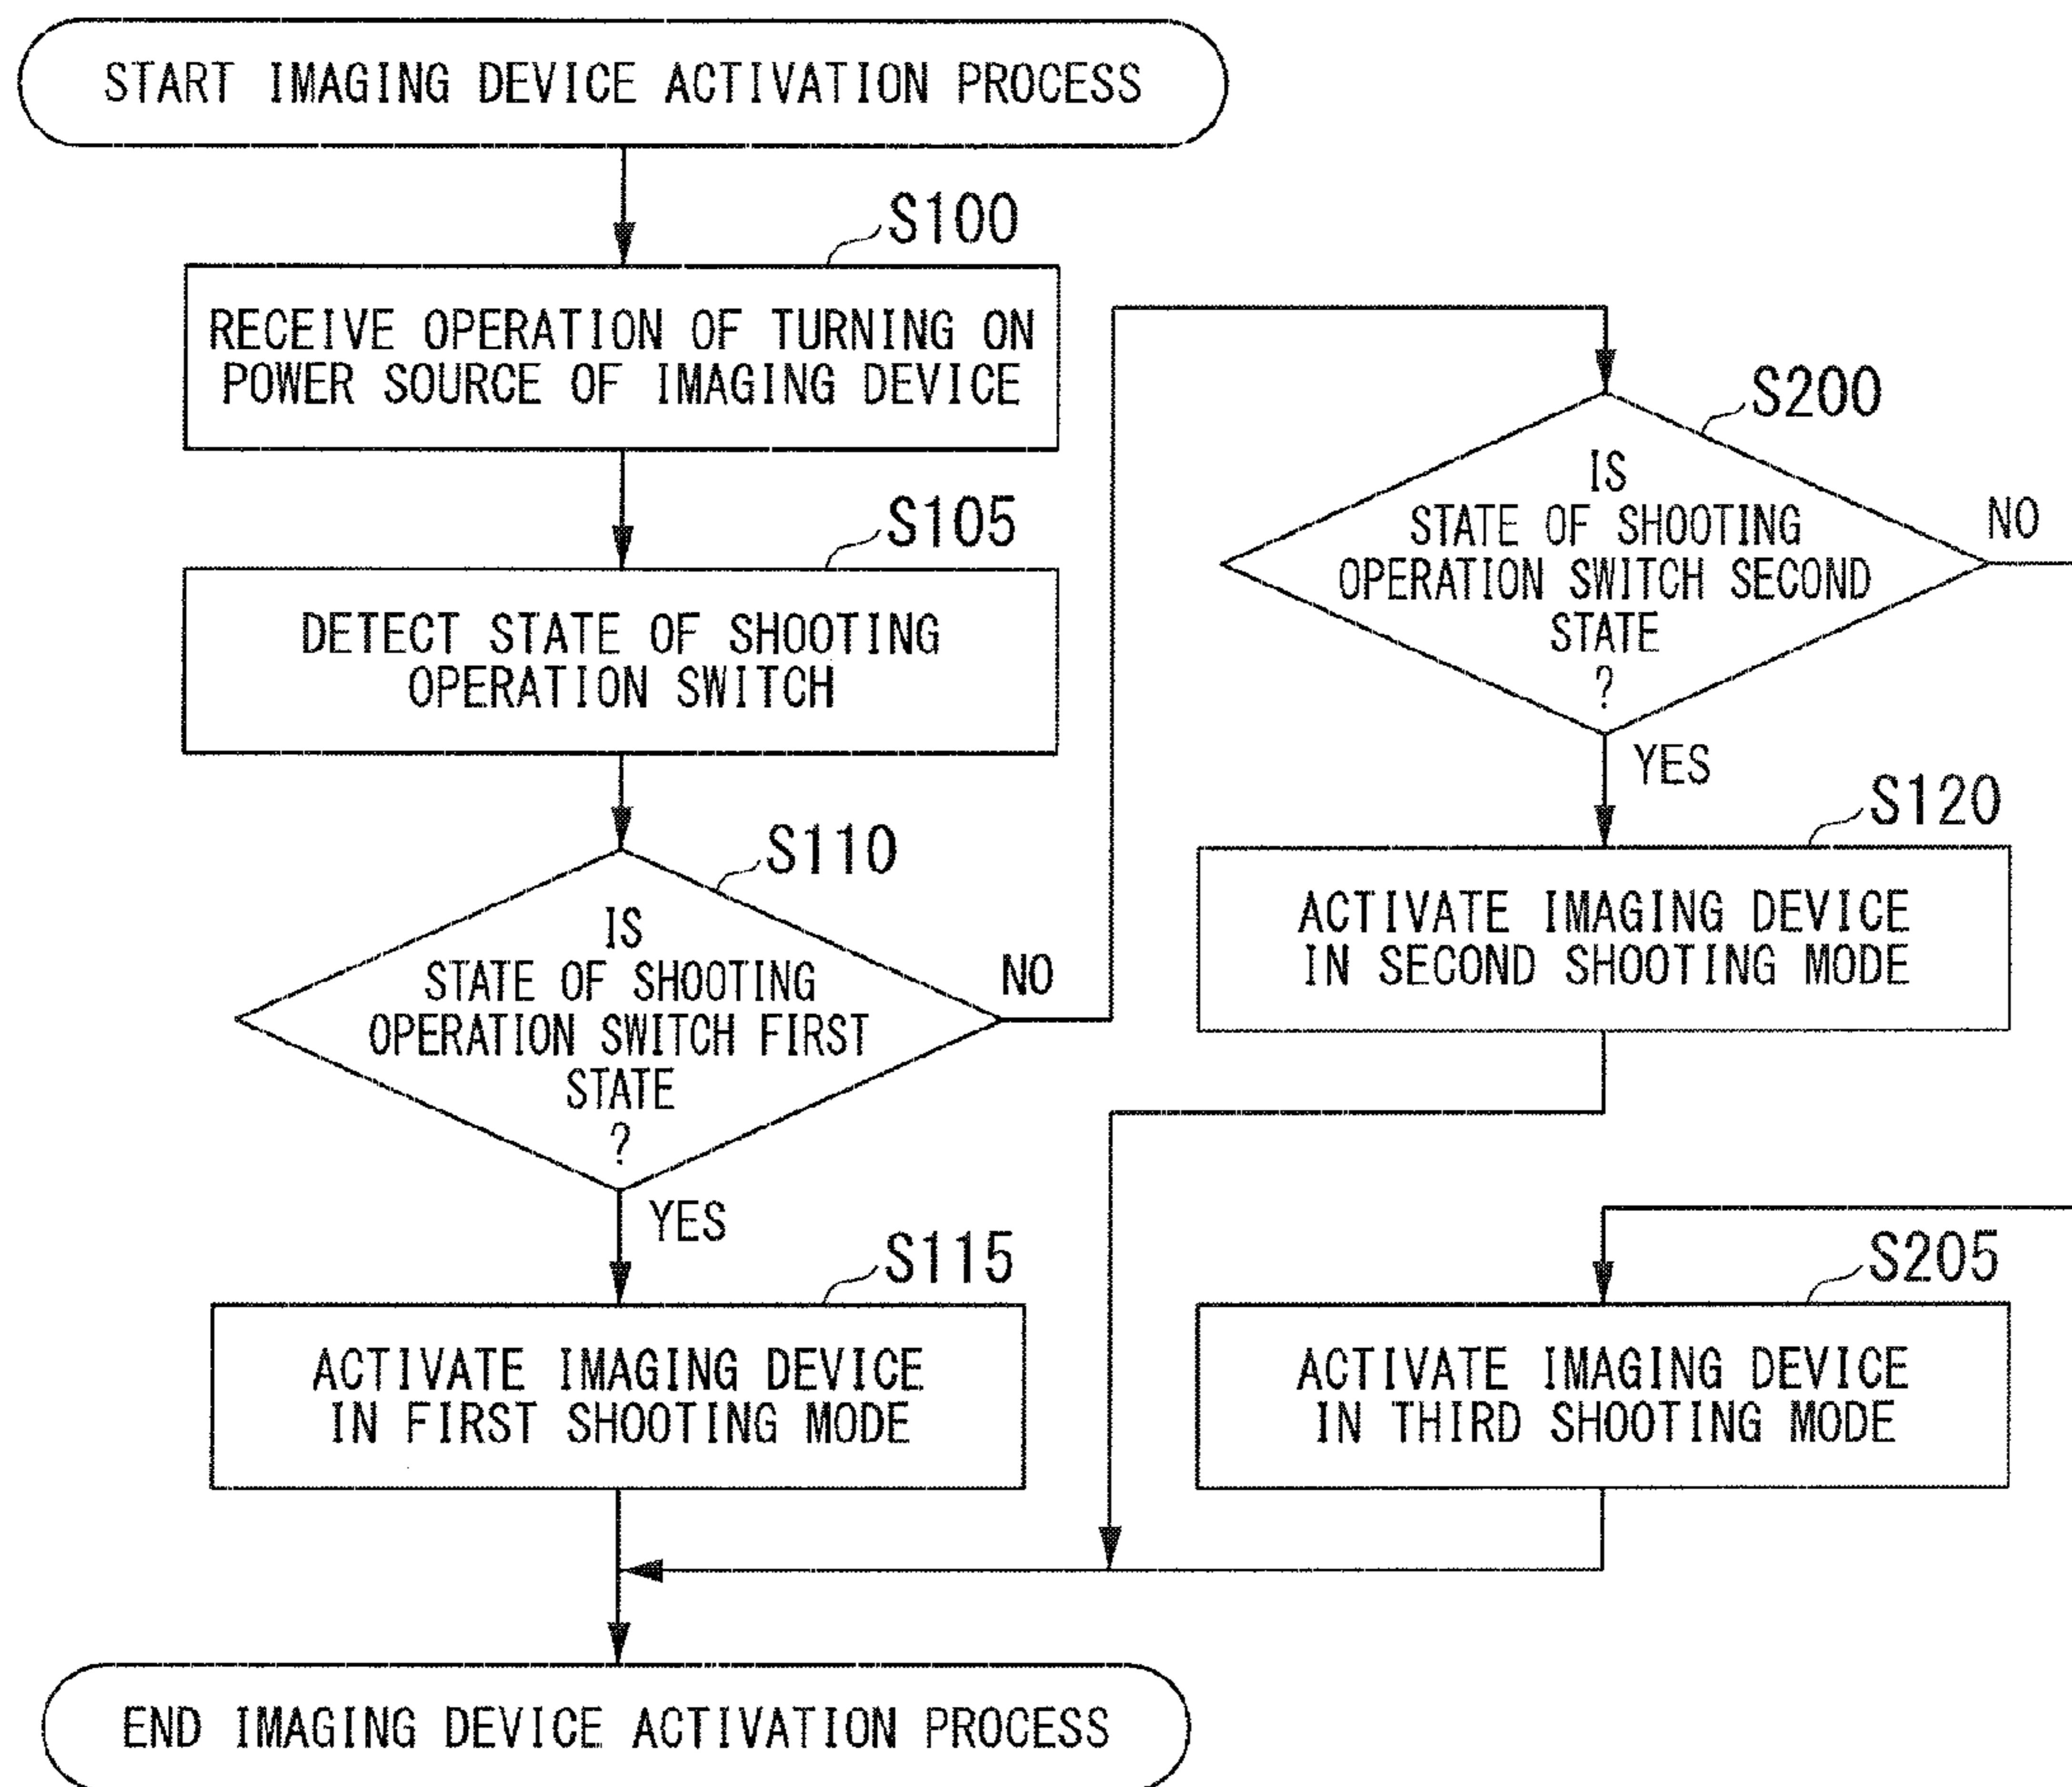 START IMAGING DEVICE ACTIVATION PROCESS
S100
RECEIVE OPERATION OF TURNING ON
POWER SOURCE OF IMAGING DEVICE
S105
DETECT STATE OF SHOOTING
OPERATION SWITCH
S110
IS
STATE OF SHOOTING
OPERATION SWITCH FIRST
STATE
?
NO
YES
S115
ACTIVATE IMAGING DEVICE
IN FIRST SHOOTING MODE
S200
IS
STATE OF SHOOTING
OPERATION SWITCH SECOND
STATE
?
NO
YES
S120
ACTIVATE IMAGING DEVICE
IN SECOND SHOOTING MODE
S205
ACTIVATE IMAGING DEVICE
IN THIRD SHOOTING MODE
END IMAGING DEVICE ACTIVATION PROCESS